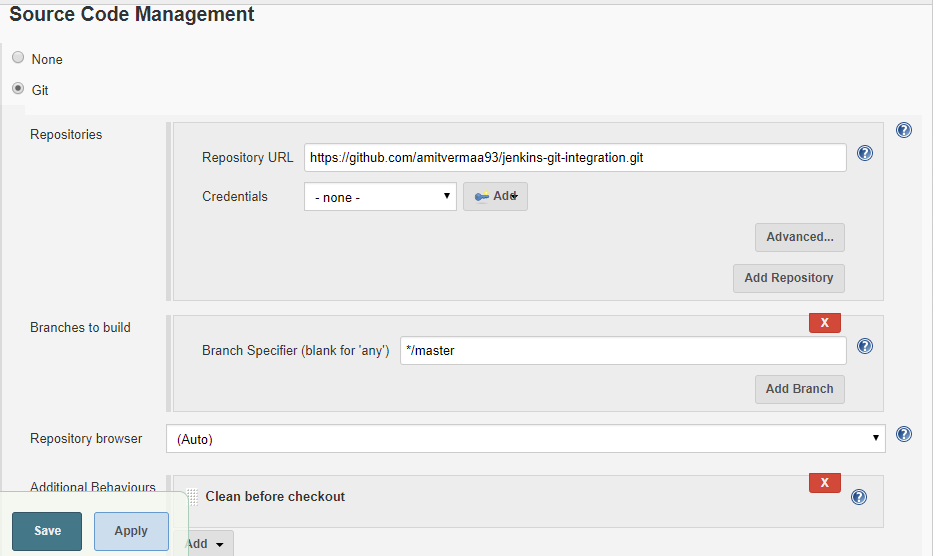 Source Code Management
None
Git
Repositories
Repository URL https://github.com/amitvermaa93/jenkins-git-integration.git
Credentials - none - Add
Advanced...
Add Repository
Branches to build X
Branch Specifier (blank for 'any') */master
Add Branch
Repository browser (Auto)
Additional Behaviours X
Clean before checkout
Save Apply
Add